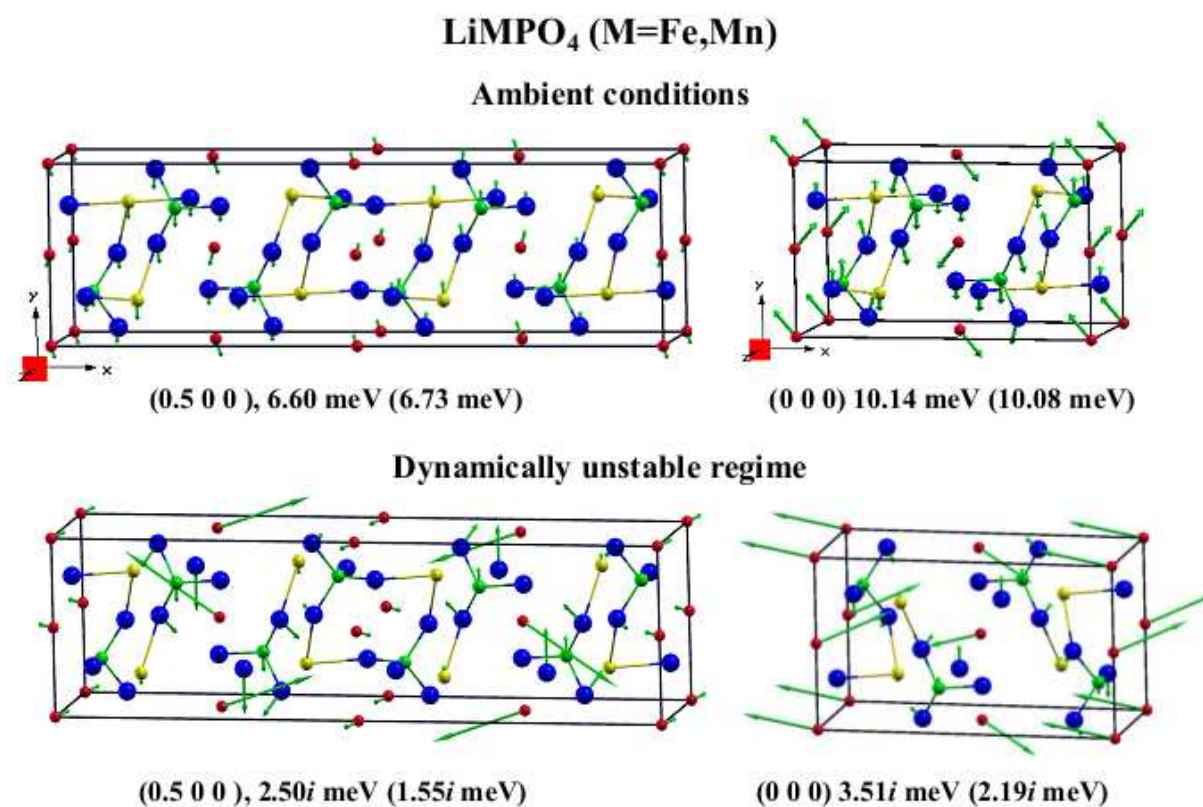 LiMPO₄ (M=Fe,Mn)
Ambient conditions
Y
X
Z
Y
X
Z
(0.5 0 0 ), 6.60 meV (6.73 meV)
(0 0 0) 10.14 meV (10.08 meV)
Dynamically unstable regime
(0.5 0 0 ), 2.50i meV (1.55i meV)
(0 0 0) 3.51i meV (2.19i meV)